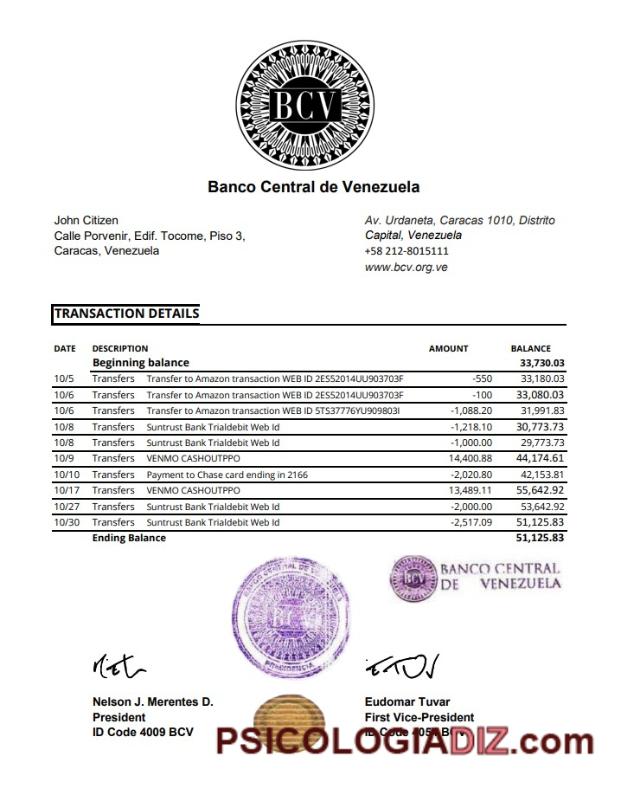 BCV
Banco Central de Venezuela
John Citizen
Calle Porvenir, Edif. Tocome, Piso 3,
Caracas, Venezuela
Av. Urdaneta, Caracas 1010, Distrito
Capital, Venezuela
+58 212-8015111
www.bcv.org.ve
TRANSACTION DETAILS
DATE DESCRIPTION AMOUNT BALANCE
Beginning balance 33,730.03
10/5 Transfers Transfer to Amazon transaction WEB ID 2ES52014UU903703F -550 33,180.03
10/6 Transfers Transfer to Amazon transaction WEB ID 2ES52014UU903703F -100 33,080.03
10/6 Transfers Transfer to Amazon transaction WEB ID 5TS37776YU909803I -1,088.20 31,991.83
10/8 Transfers Suntrust Bank Trialdebit Web Id -1,218.10 30,773.73
10/8 Transfers Suntrust Bank Trialdebit Web Id -1,000.00 29,773.73
10/9 Transfers VENMO CASHOUTPPO 14,400.88 44,174.61
10/10 Transfers Payment to Chase card ending in 2166 -2,020.80 42,153.81
10/17 Transfers VENMO CASHOUTPPO 13,489.11 55,642.92
10/27 Transfers Suntrust Bank Trialdebit Web Id -2,000.00 53,642.92
10/30 Transfers Suntrust Bank Trialdebit Web Id -2,517.09 51,125.83
Ending Balance 51,125.83
BANCO CENTRAL DE VENEZUELA
BCV
PRESIDENCIA
BCV
BANCO CENTRAL
DE VENEZUELA
Nelson J. Merentes D.
President
ID Code 4009 BCV
Eudomar Tuvar
First Vice-President
ID Code
PSICOLOGIADIZ.com